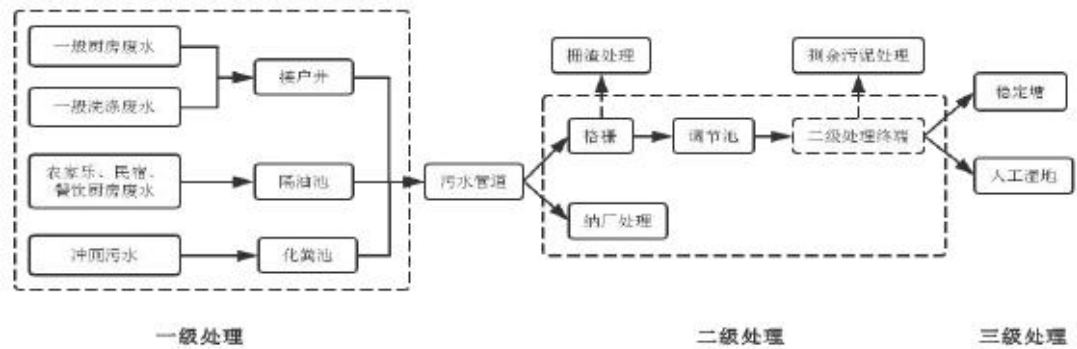 一般厨房废水
一般洗涤废水
接户井
农家乐、民宿、
餐饮厨房废水
隔油池
冲厕污水
化粪池
污水管道
栅渣处理
剩余污泥处理
格栅
调节池
二级处理终端
纳厂处理
稳定塘
人工湿地
一级处理
二级处理
三级处理